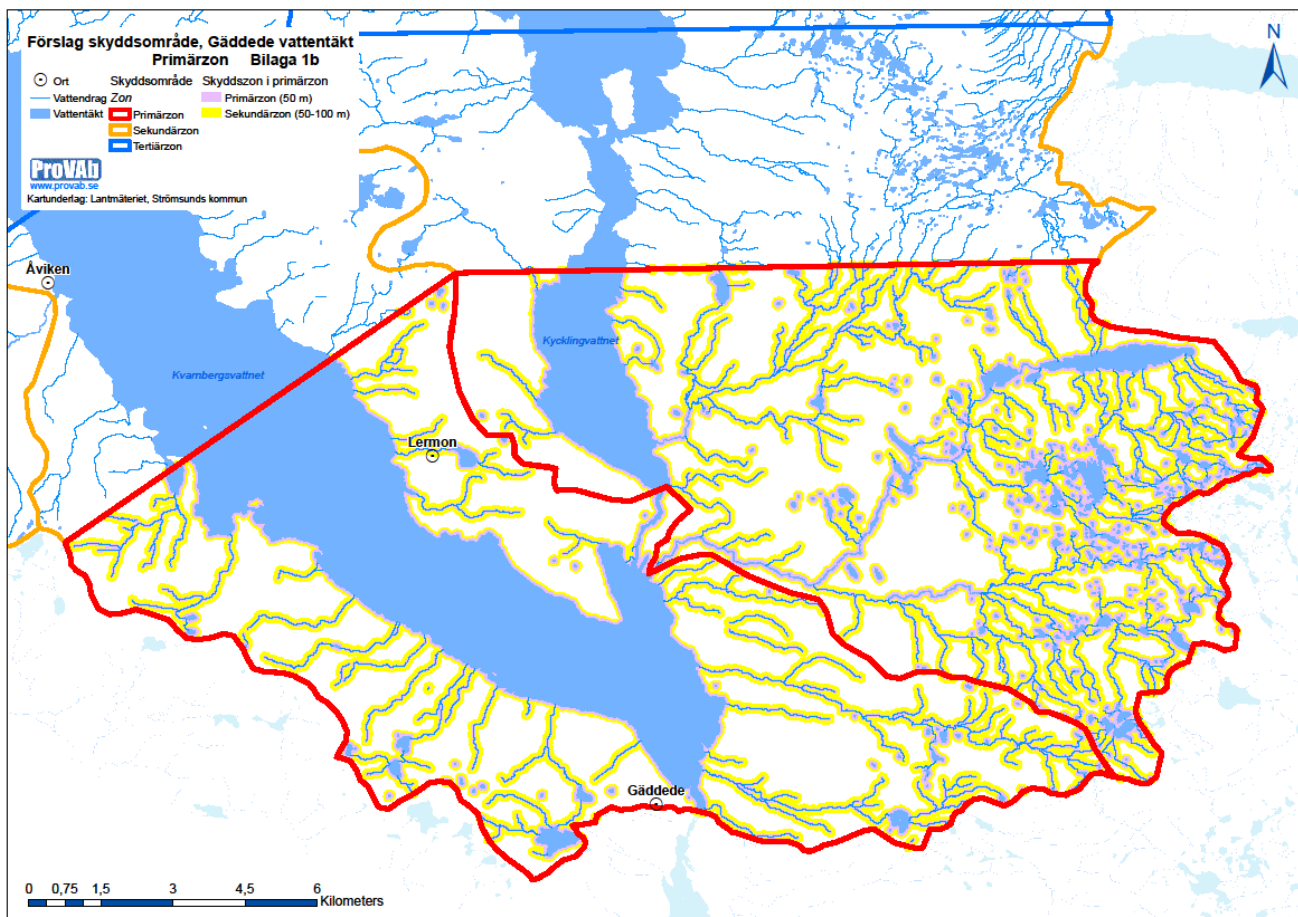 Förslag skyddsområde, Gäddede vattentäkt
Primärzon Bilaga 1b
Ort Skyddsområde Skyddszon i primärzon
Vattendrag Zon Primärzon (50 m)
Vattentäkt Primärzon Sekundärzon (50-100 m)
Sekundärzon
Tertiärzon
ProVAb
www.provab.se
Kartunderlag: Lantmäteriet, Strömsunds kommun
N
Åviken
Kycklingvattnet
Kvarnbergsvattnet
Lermon
Gäddede
0 0,75 1,5 3 4,5 6
Kilometers